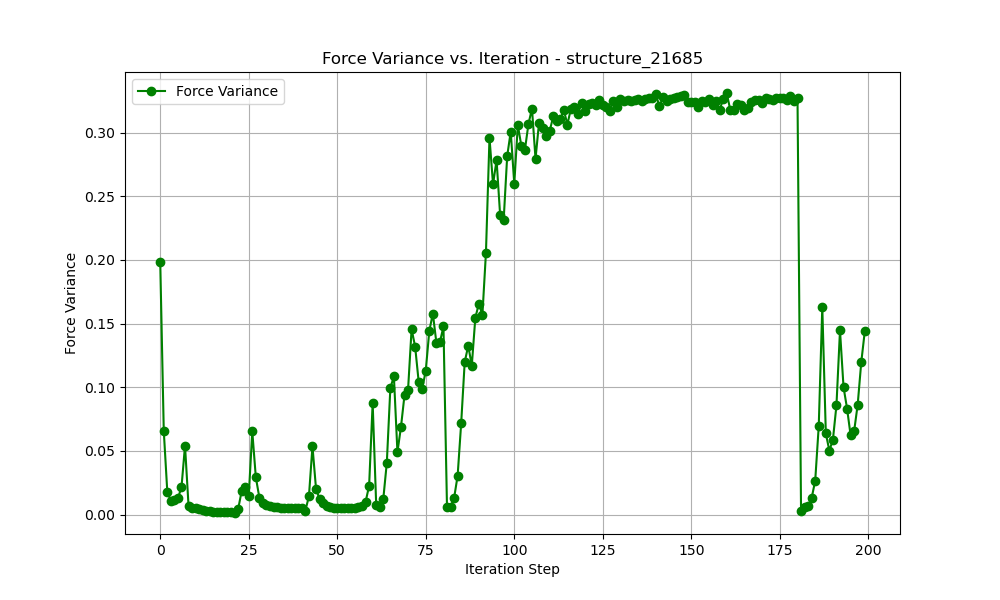 Force Variance vs. Iteration - structure_21685
Force Variance
0.30
0.25
0.20
0.15
0.10
0.05
0.00
Force Variance
0 25 50 75 100 125 150 175 200
Iteration Step